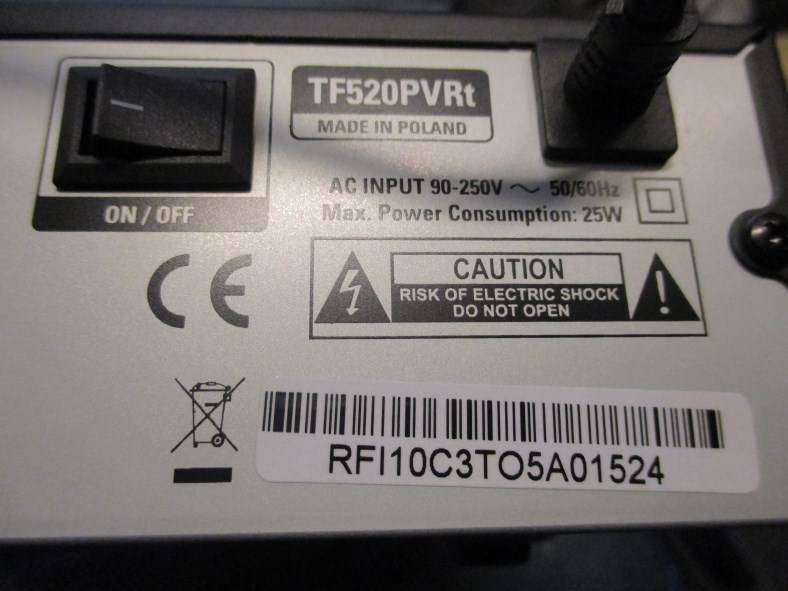 TF520PVRt
MADE IN POLAND
ON / OFF
AC INPUT 90-250V ~ 50/60Hz
Max. Power Consumption: 25W
CE
CAUTION
RISK OF ELECTRIC SHOCK
DO NOT OPEN
RFI10C3TO5A01524